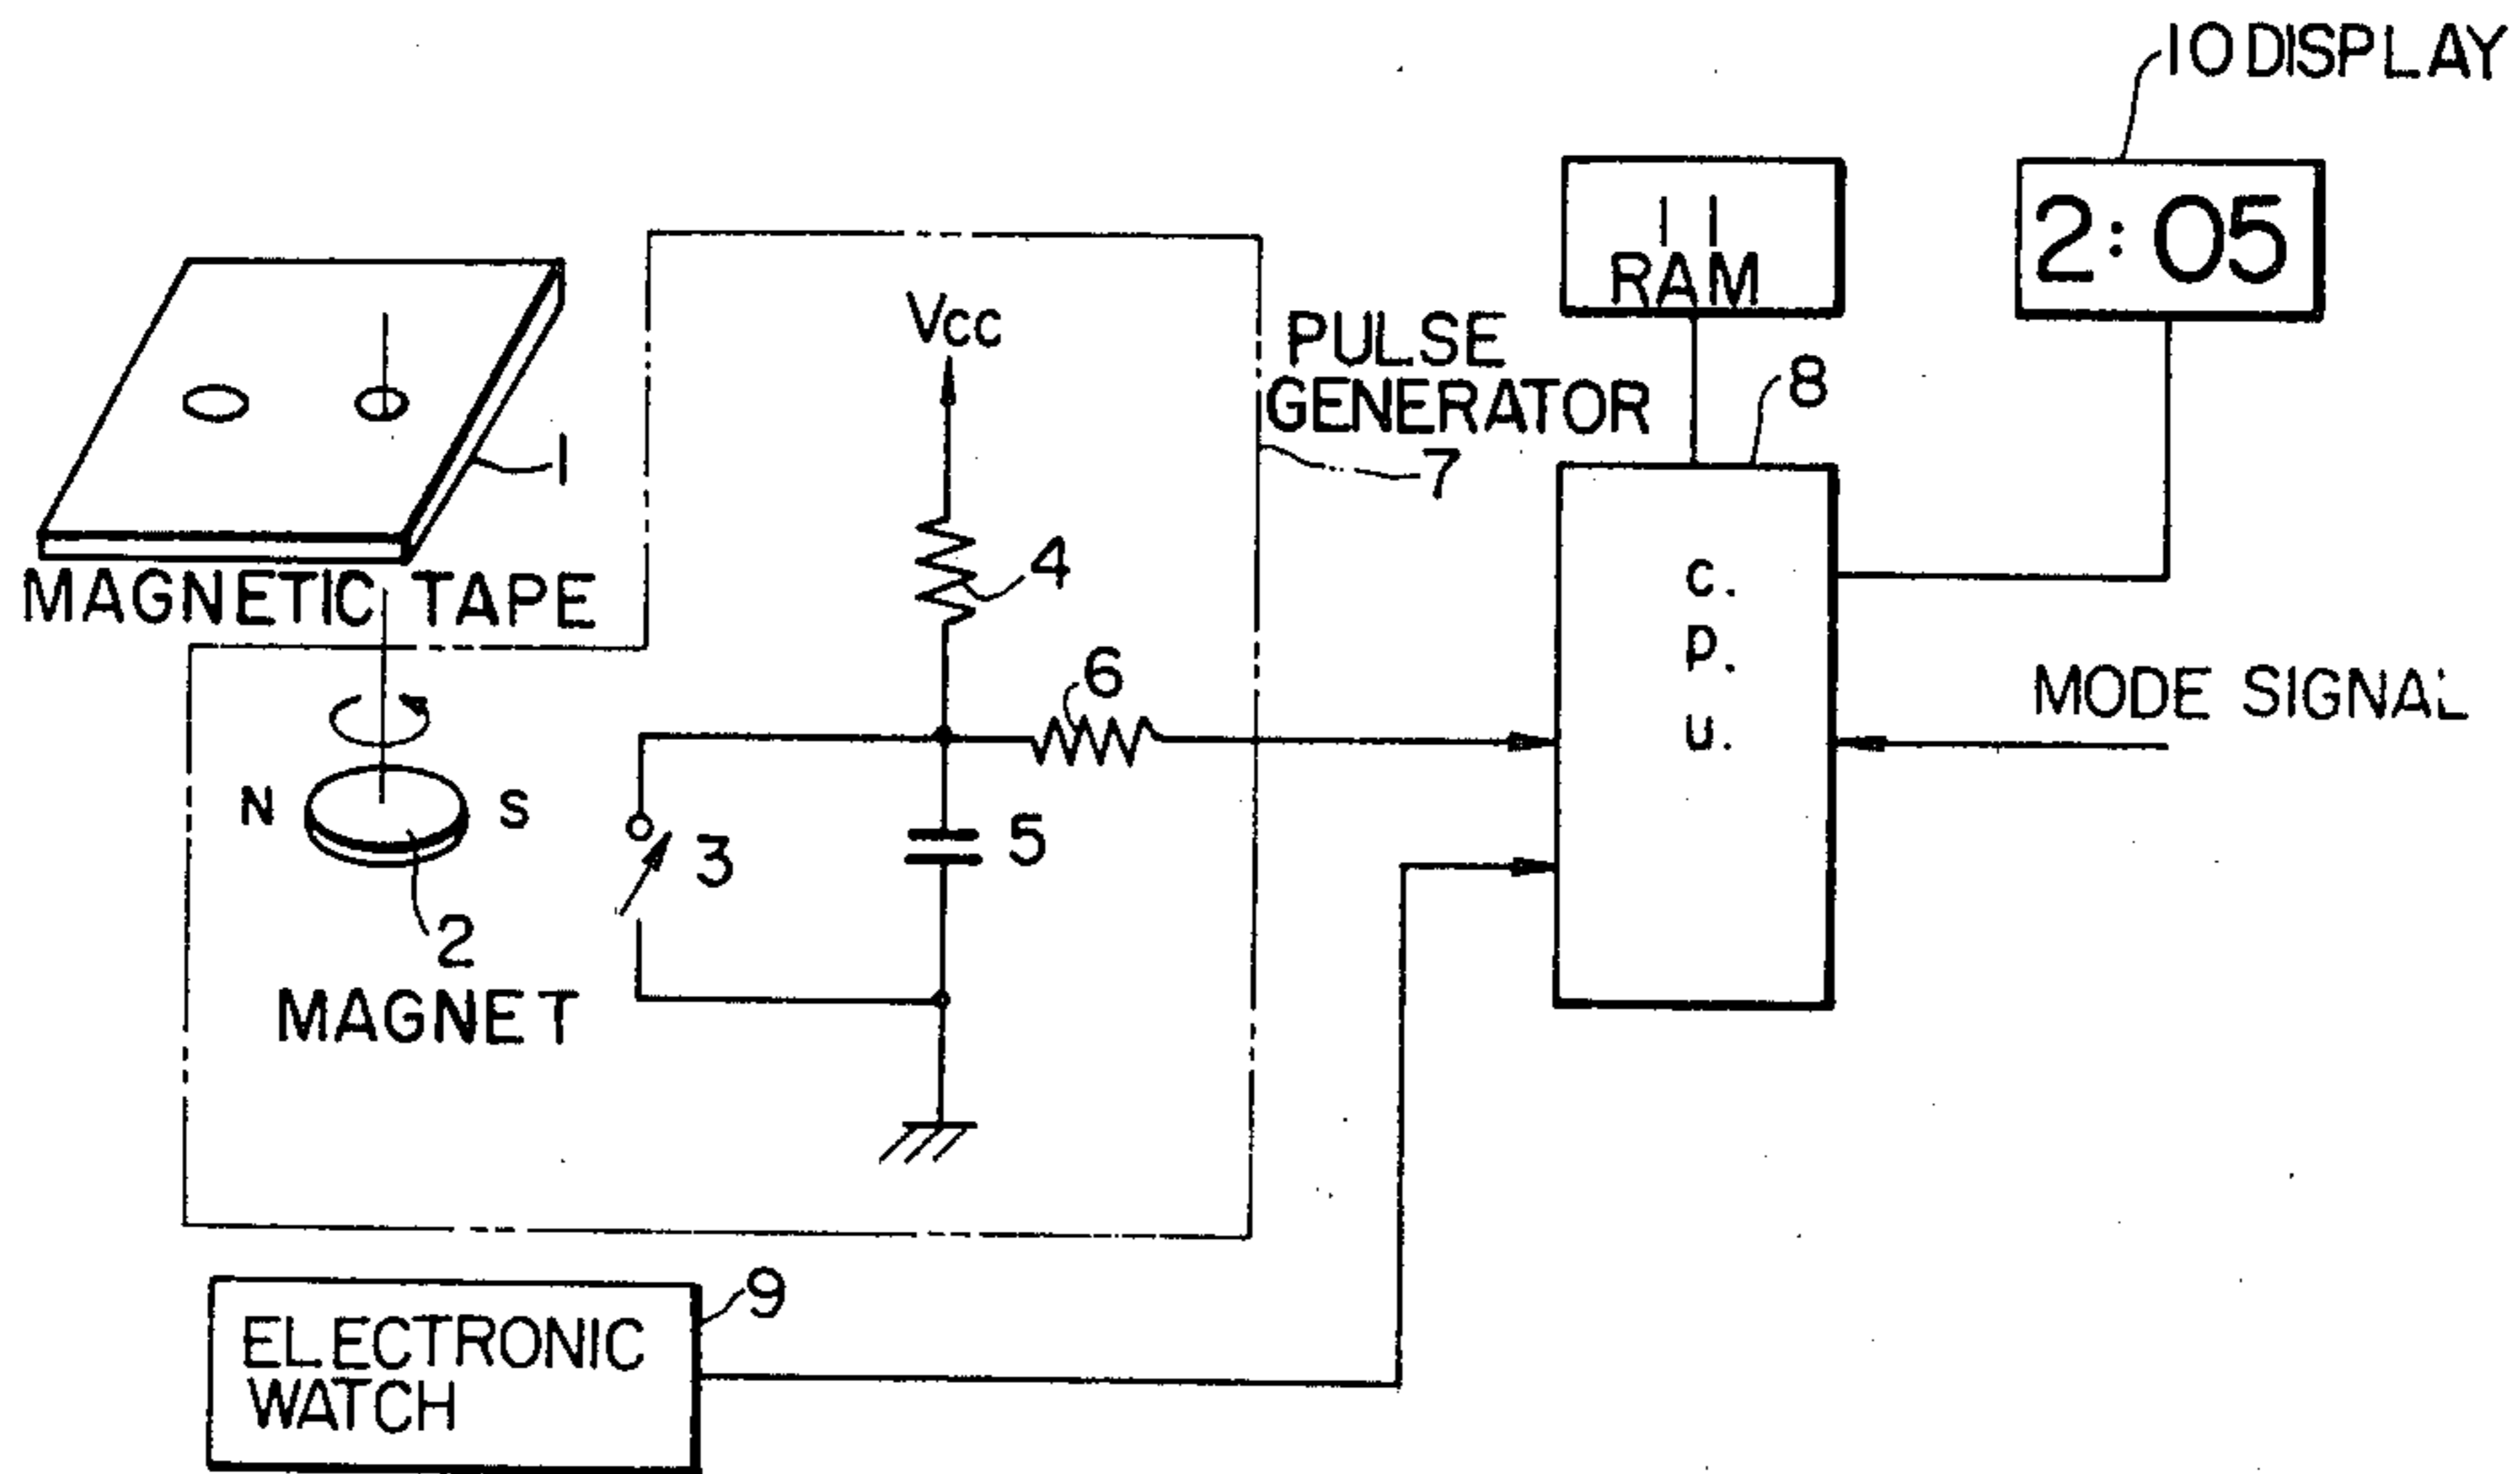 10 DISPLAY
11
RAM
2:05
VCC
PULSE
GENERATOR
7
8
1
MAGNETIC TAPE
4
C.
P.
U.
6
MODE SIGNAL
N
S
3
5
2
MAGNET
9
ELECTRONIC
WATCH